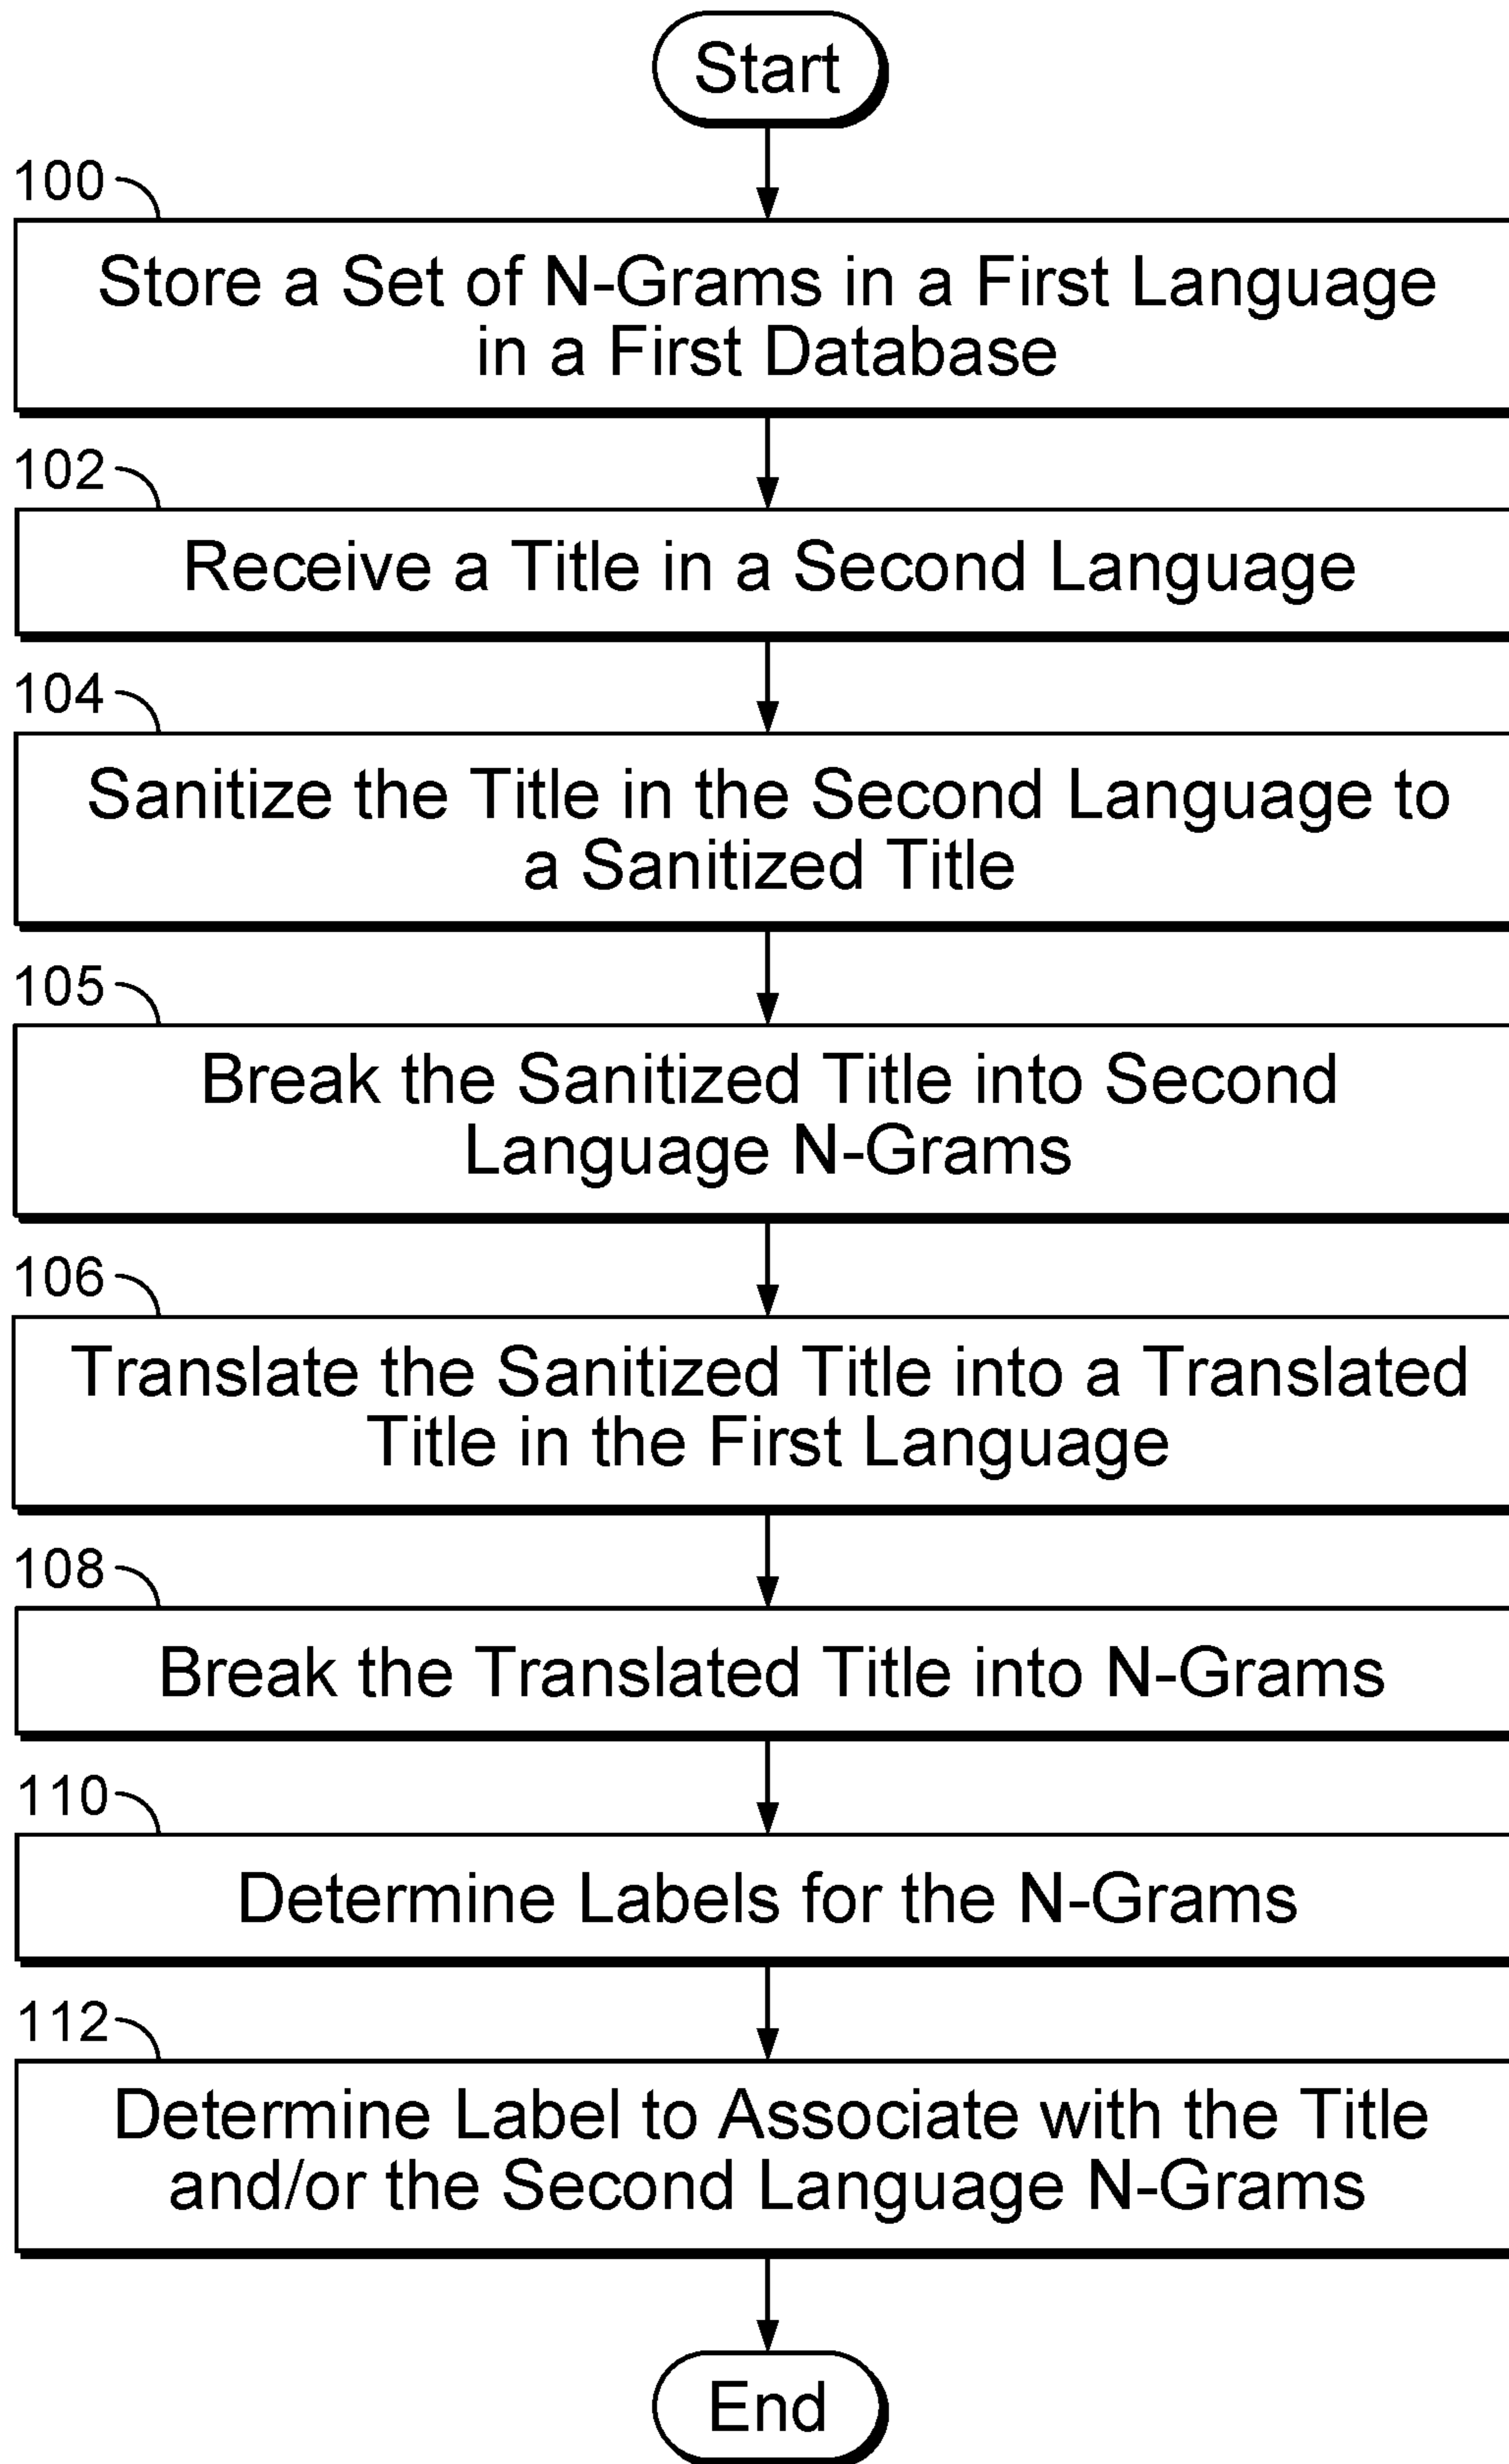 Start
100
Store a Set of N-Grams in a First Language
in a First Database
102
Receive a Title in a Second Language
104
Sanitize the Title in the Second Language to
a Sanitized Title
105
Break the Sanitized Title into Second
Language N-Grams
106
Translate the Sanitized Title into a Translated
Title in the First Language
108
Break the Translated Title into N-Grams
110
Determine Labels for the N-Grams
112
Determine Label to Associate with the Title
and/or the Second Language N-Grams
End